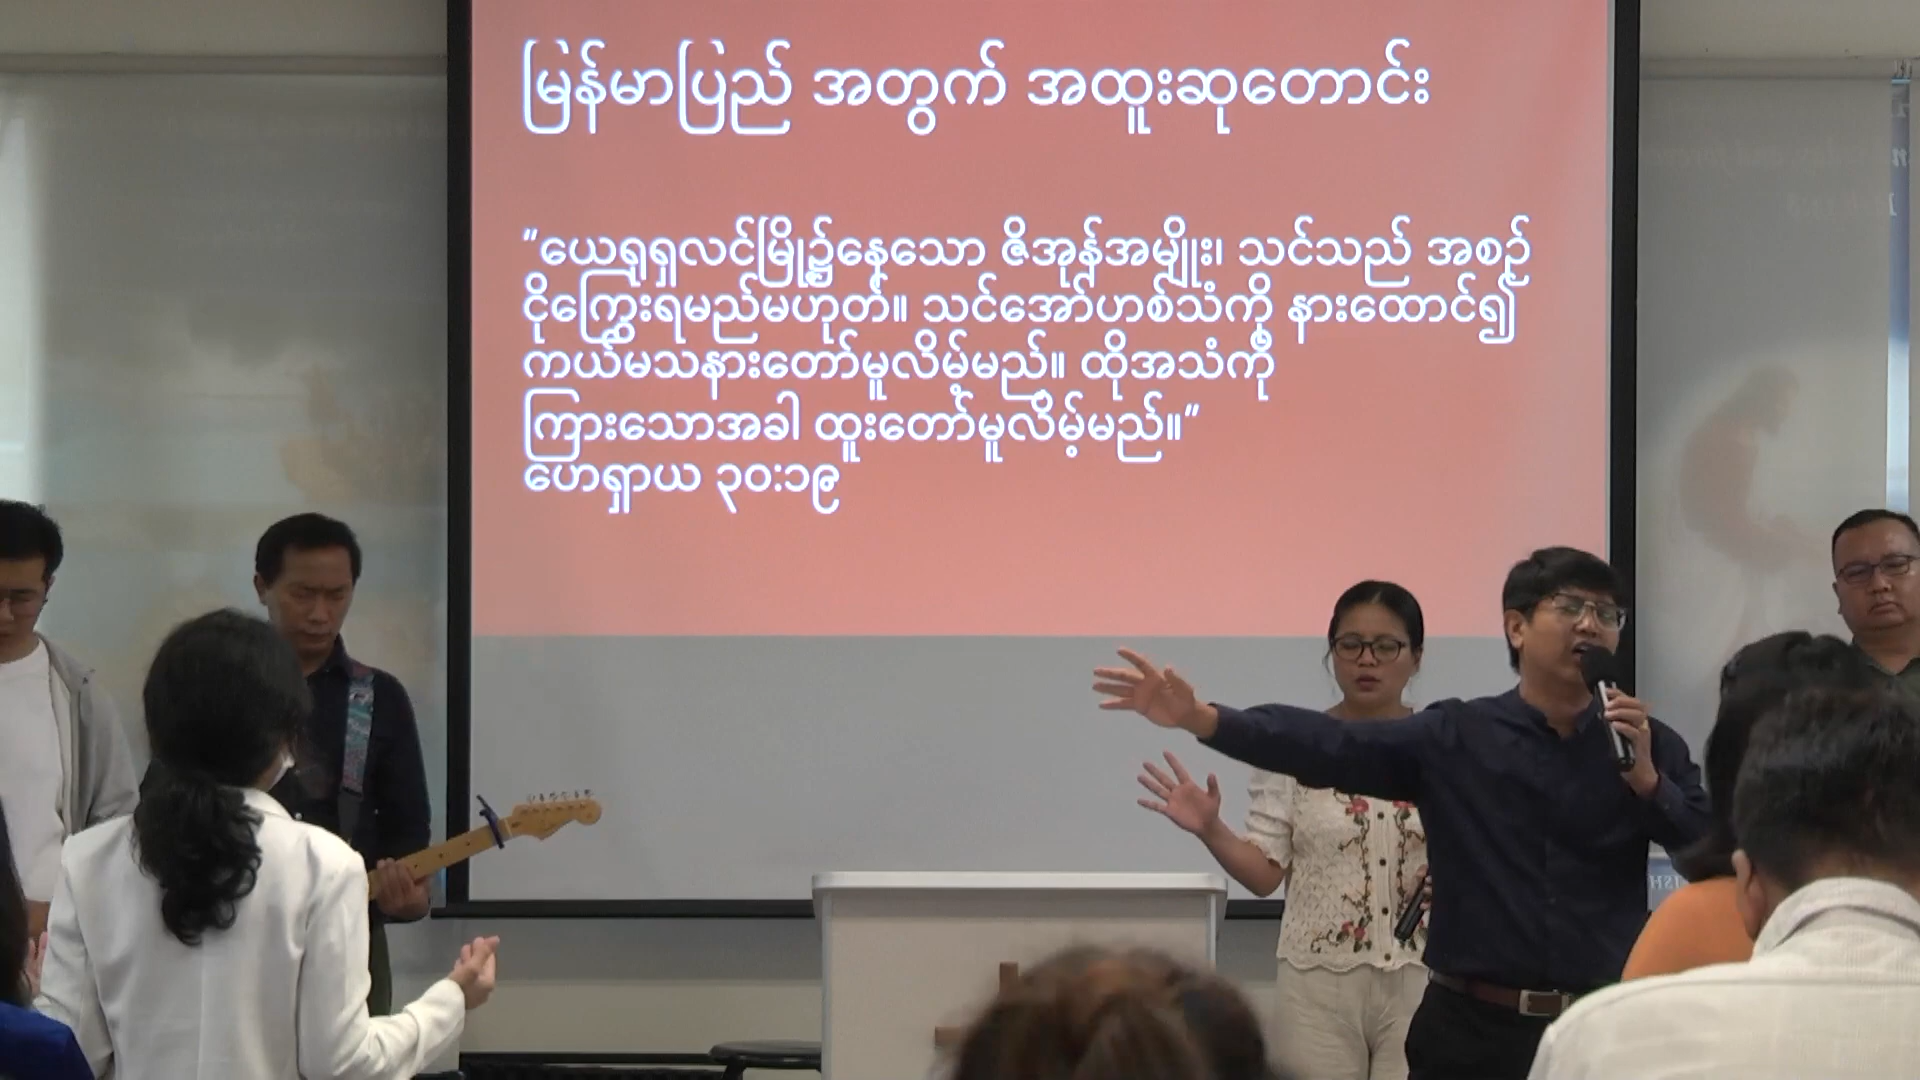 မြန်မာပြည် အတွက် အထူးဆုတောင်း
“ယေရုရှလင်မြို့၌နေသော ဇိအုန်အမျိုး၊ သင်သည် အစဉ်
ငိုကြွေးရမည်မဟုတ်။ သင်အော်ဟစ်သံကို နားထောင်၍
ကယ်မသနားတော်မူလိမ့်မည်။ ထိုအသံကို
ကြားသောအခါ ထူးတော်မူလိမ့်မည်။”
ဟေရှာယ ၃၀:၁၉